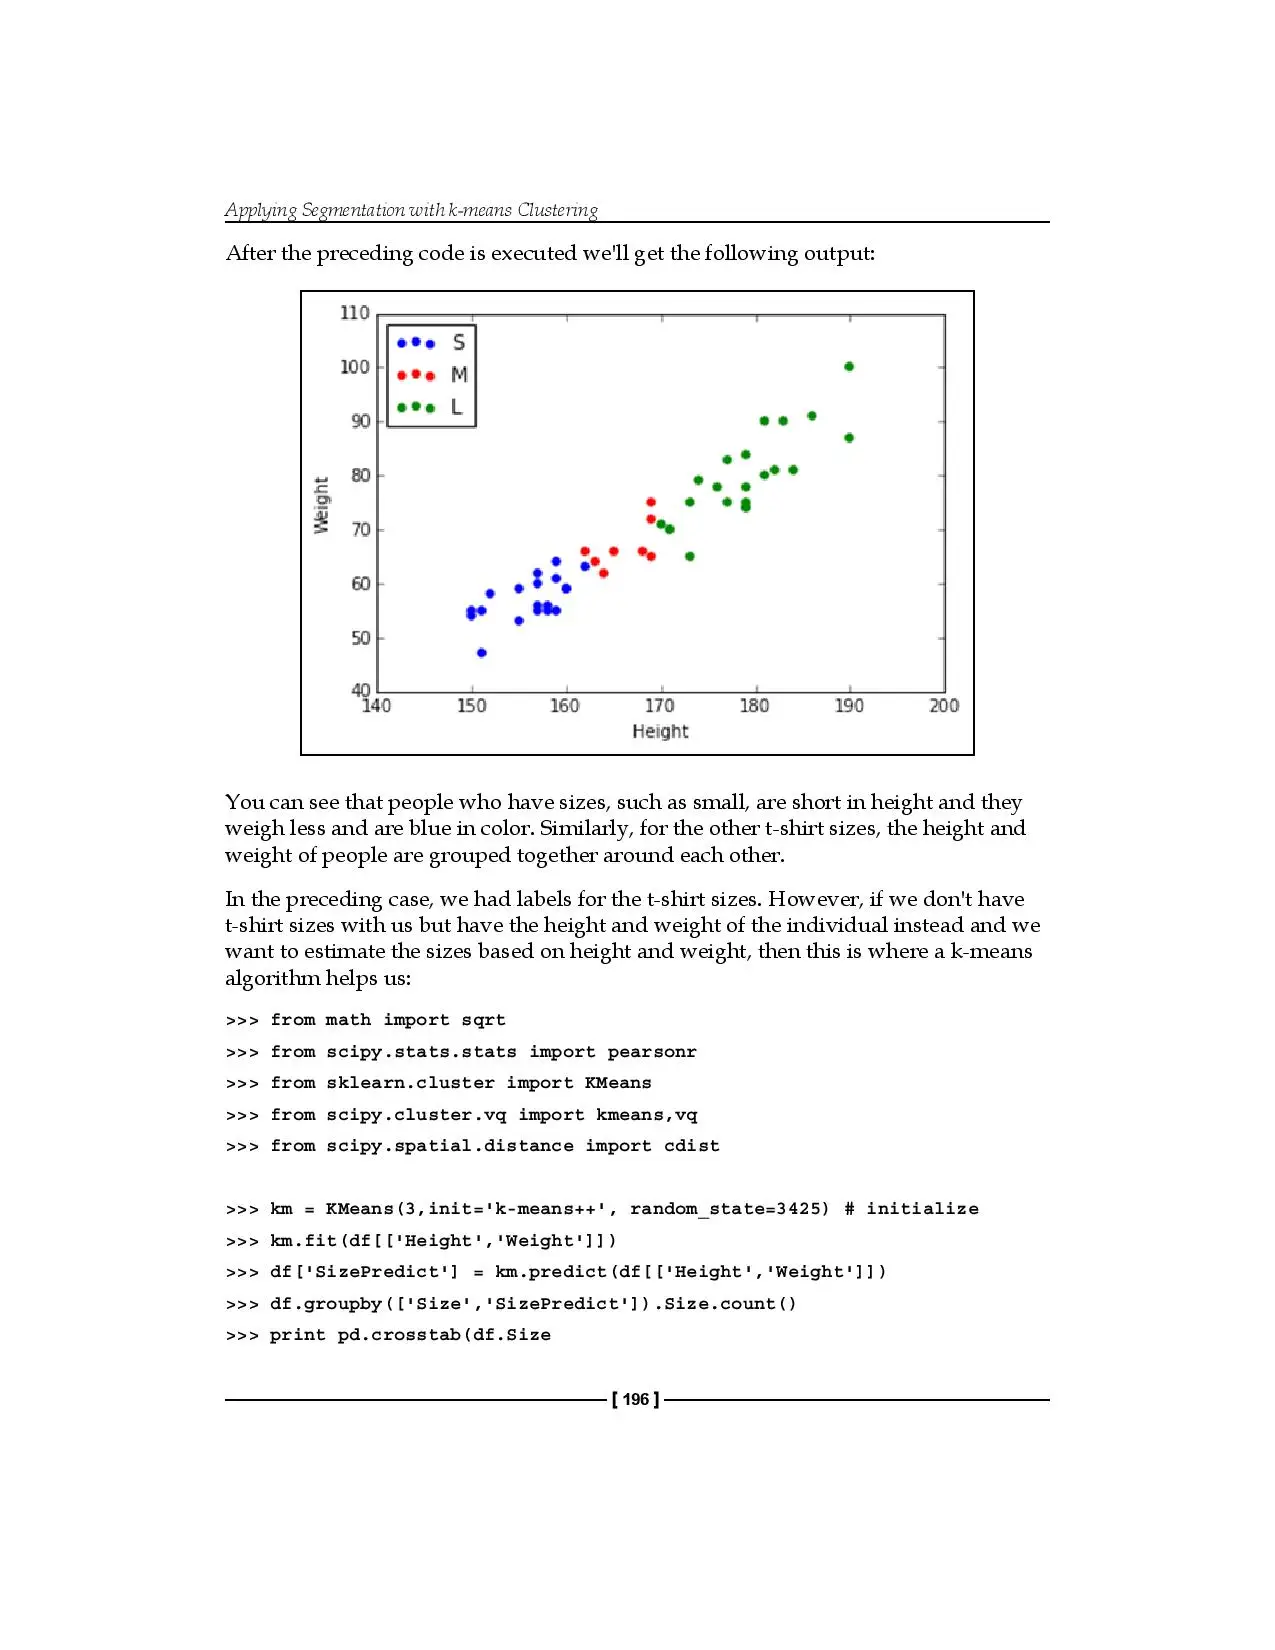 Applying Segmentation with k-means Clustering
After the preceding code is executed we'll get the following output:
110
100
90
80
70
60
50
40
Weight
S
M
L
140 150 160 170 180 190 200
Height
You can see that people who have sizes, such as small, are short in height and they
weigh less and are blue in color. Similarly, for the other t-shirt sizes, the height and
weight of people are grouped together around each other.
In the preceding case, we had labels for the t-shirt sizes. However, if we don't have
t-shirt sizes with us but have the height and weight of the individual instead and we
want to estimate the sizes based on height and weight, then this is where a k-means
algorithm helps us:
>>> from math import sqrt
>>> from scipy.stats.stats import pearsonr
>>> from sklearn.cluster import KMeans
>>> from scipy.cluster.vq import kmeans,vq
>>> from scipy.spatial.distance import cdist
>>> km = KMeans(3,init='k-means++', random_state=3425) # initialize
>>> km.fit(df[['Height','Weight']])
>>> df['SizePredict'] = km.predict(df[['Height','Weight']])
>>> df.groupby(['Size','SizePredict']).Size.count()
>>> print pd.crosstab(df.Size
[ 196 ]